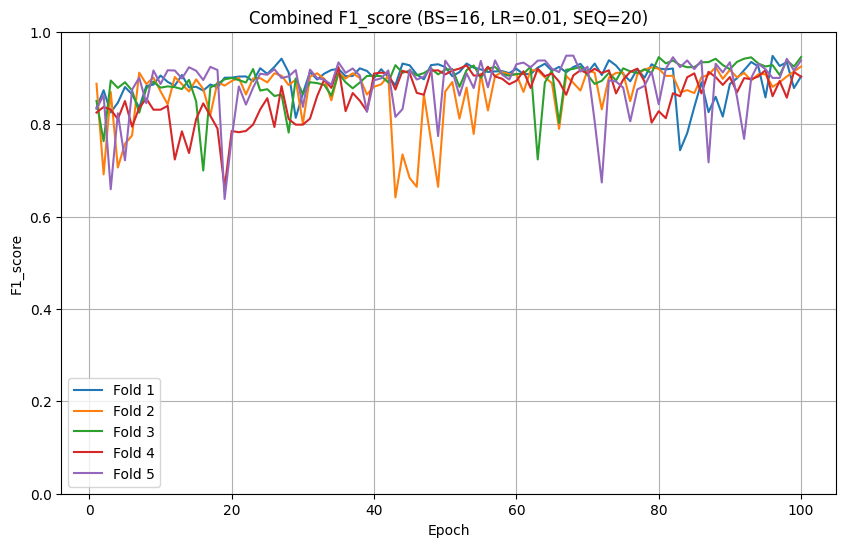 Combined F1_score (BS=16, LR=0.01, SEQ=20)
1.0
0.8
0.6
0.4
0.2
0.0
F1_score
Fold 1
Fold 2
Fold 3
Fold 4
Fold 5
0 20 40 60 80 100
Epoch